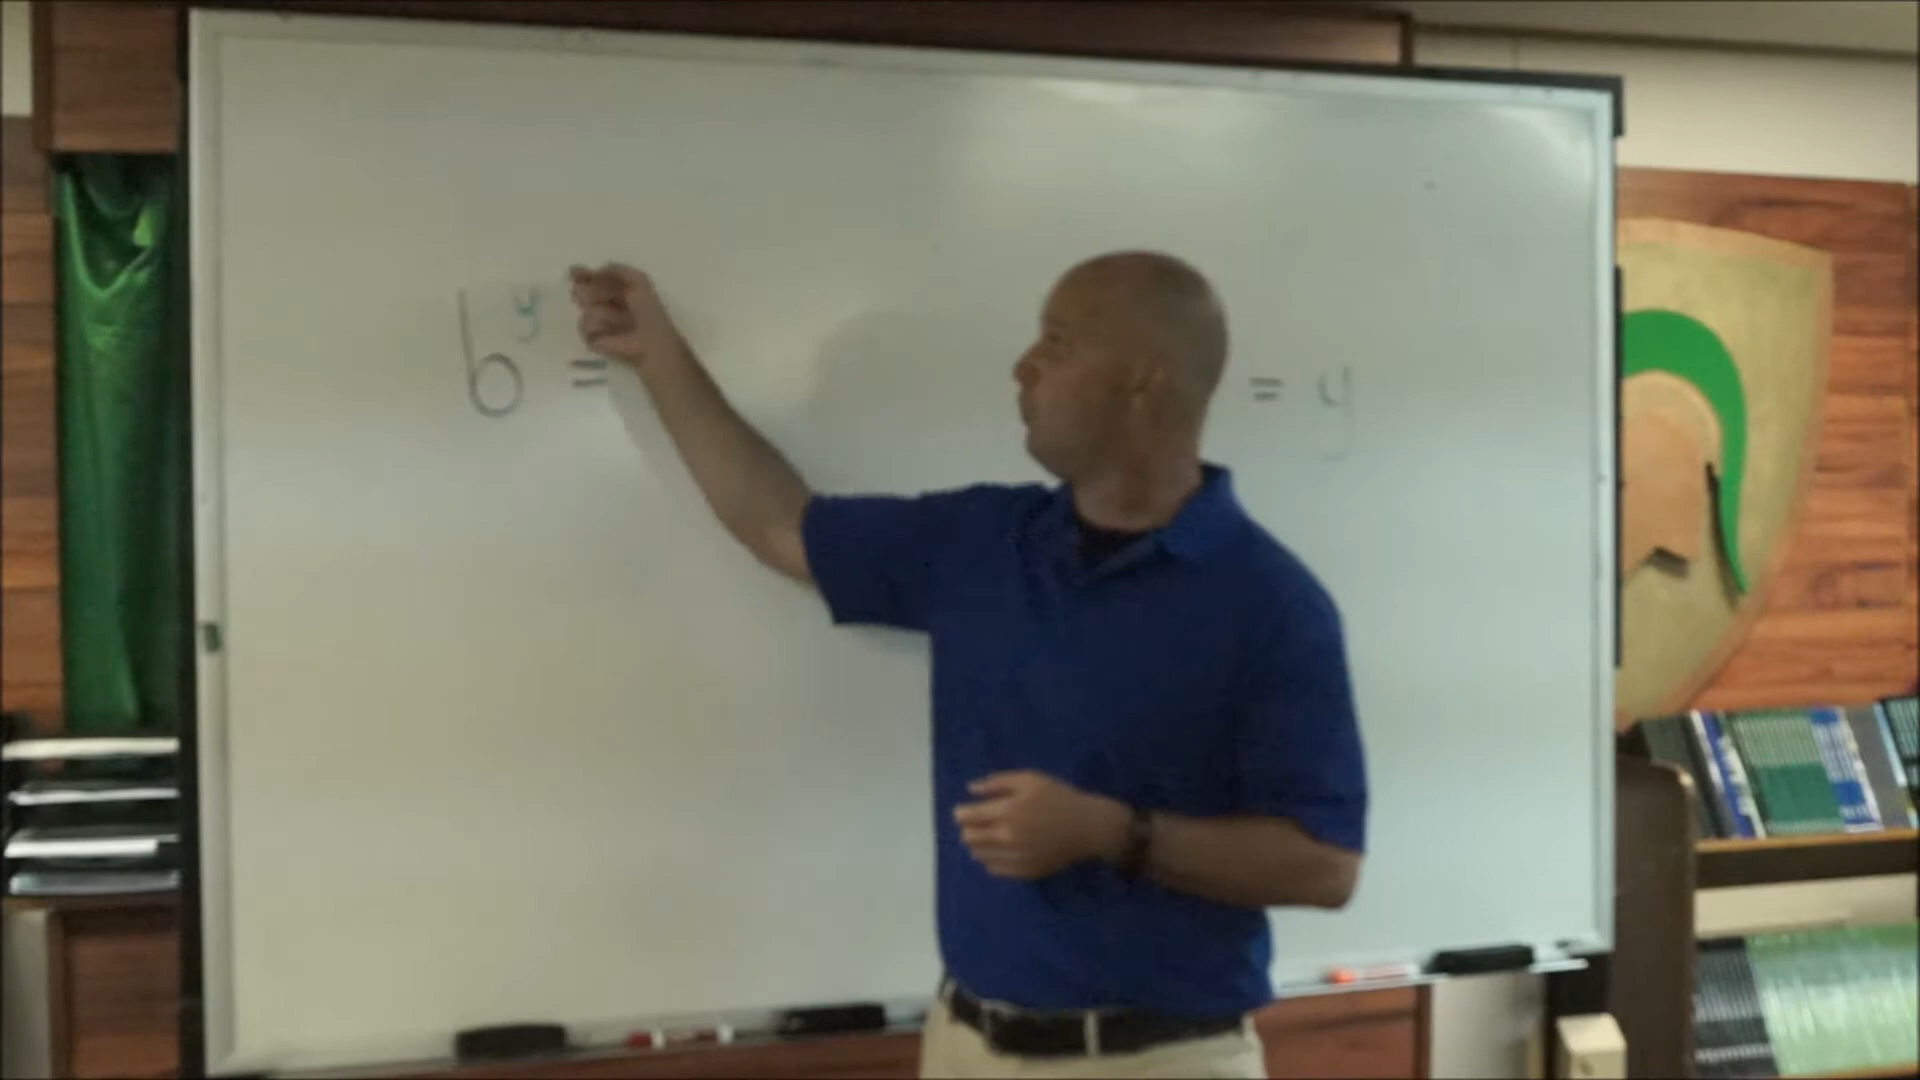 b^y = = y